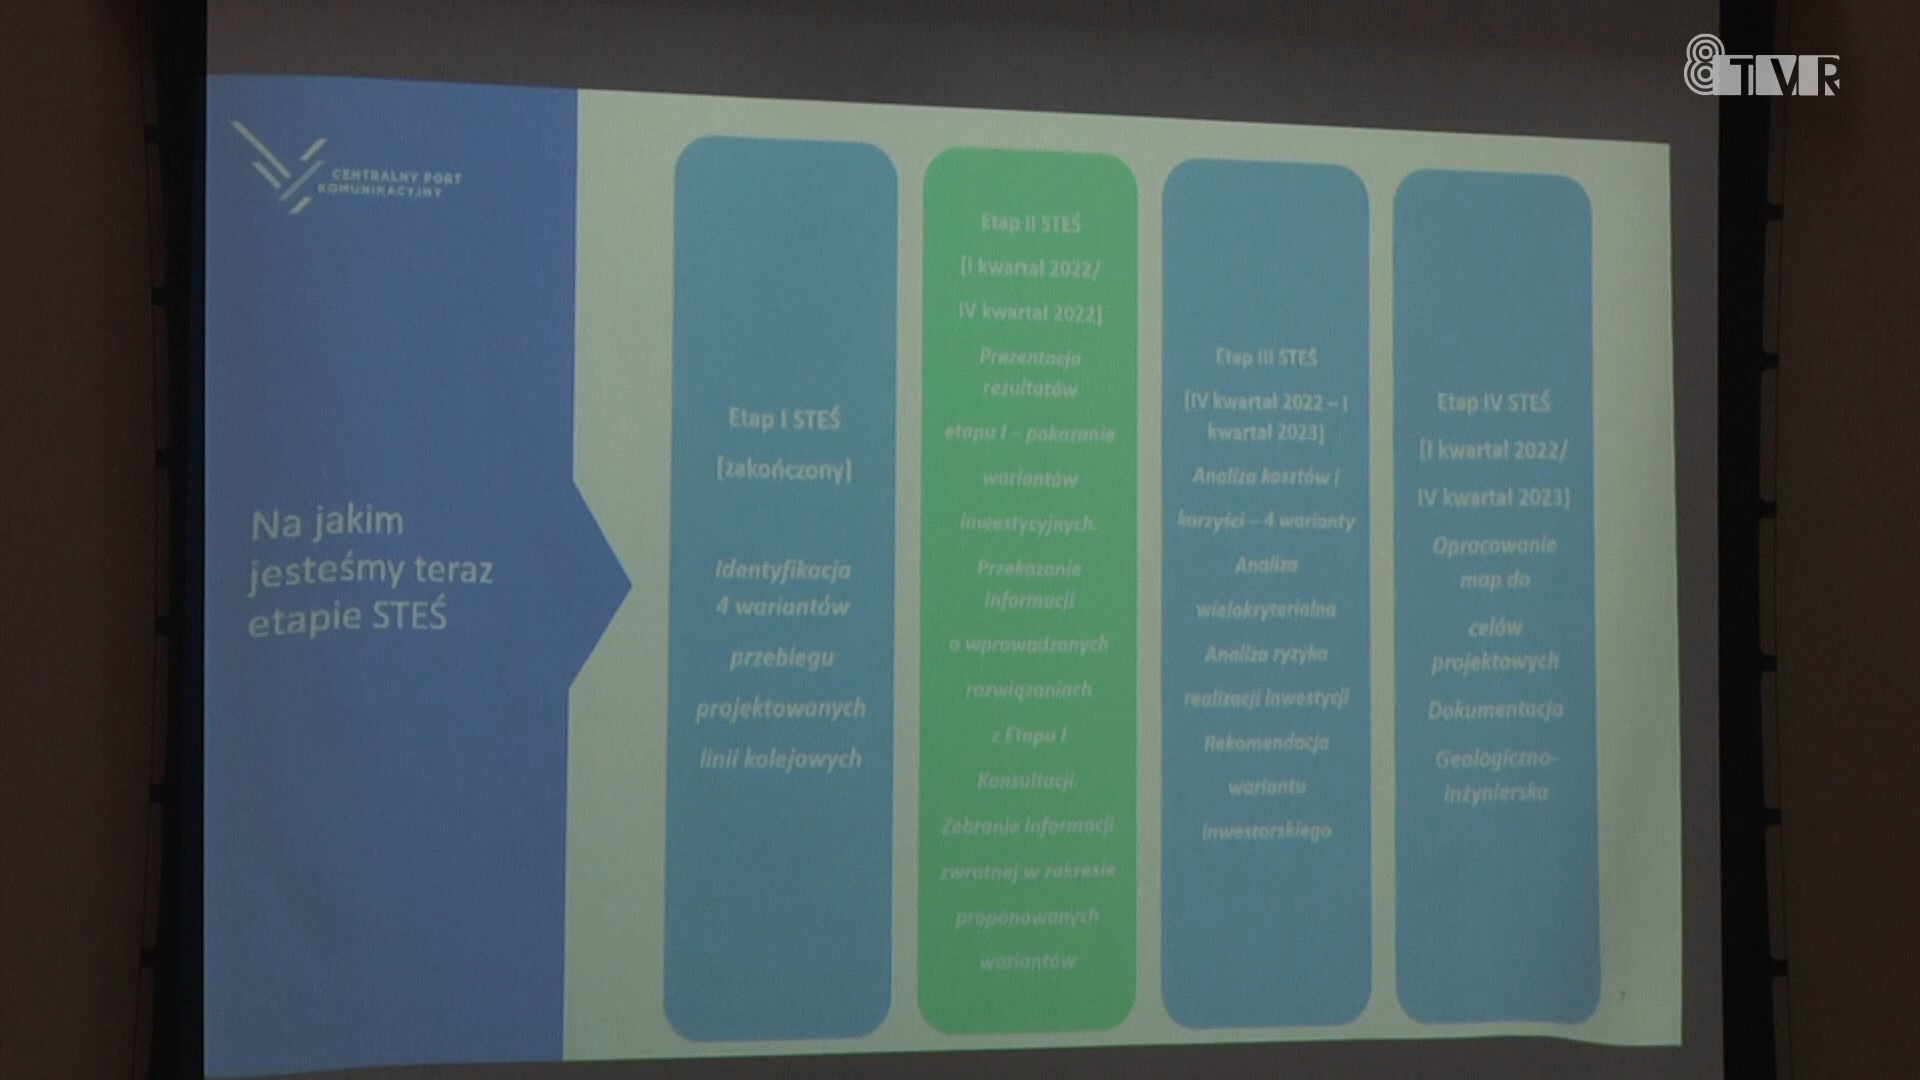 8TVR
CENTRALNY PORT
KOMUNIKACYJNY
Na jakim
jesteśmy teraz
etapie STEŚ
Etap I STEŚ
[zakończony]
Identyfikacja
4 wariantów
przebiegu
projektowanych
linii kolejowych
Etap II STEŚ
[I kwartał 2022/
IV kwartał 2022]
Prezentacja
rezultatów
etapu I – pokazanie
wariantów
inwestycyjnych.
Przekazanie
informacji
o wprowadzonych
rozwiązaniach
z Etapu I
Konsultacji.
Zebranie informacji
zwrotnej w zakresie
proponowanych
wariantów
Etap III STEŚ
[IV kwartał 2022 – I
kwartał 2023]
Analiza kosztów i
korzyści – 4 warianty
Analiza
wielokryterialna
Analiza ryzyka
realizacji inwestycji
Rekomendacja
wariantu
inwestorskiego
Etap IV STEŚ
[I kwartał 2022/
IV kwartał 2023]
Opracowanie
map do
celów
projektowych
Dokumentacja
Geologiczno-
inżynierska
7